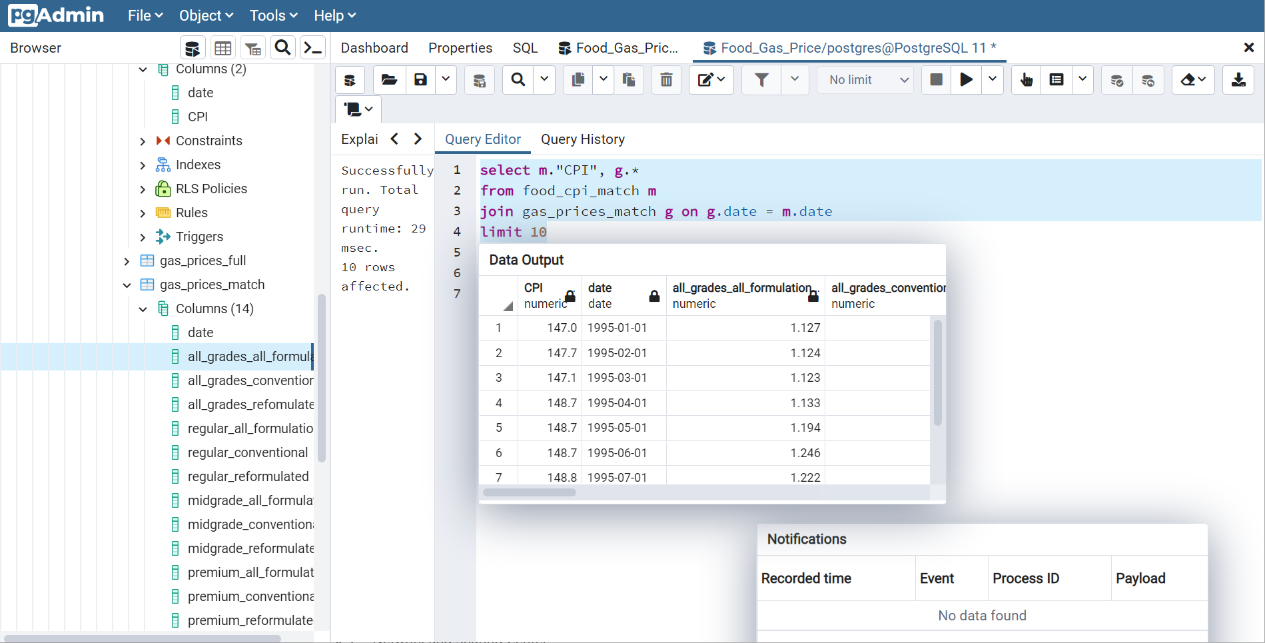 pgAdmin File Object Tools Help
Browser
Dashboard Properties SQL Food_Gas_Pric... Food_Gas_Price/postgres@PostgreSQL 11 *
No limit
Columns (2)
date
CPI
Constraints
Indexes
RLS Policies
Rules
Triggers
gas_prices_full
gas_prices_match
Columns (14)
date
all_grades_all_formula
all_grades_convention
all_grades_refomulate
regular_all_formulatio
regular_conventional
regular_reformulated
midgrade_all_formula
midgrade_conventiona
midgrade_reformulate
premium_all_formulat
premium_conventiona
premium_reformulate
Explai
Successfully
run. Total
query
runtime: 29
msec.
10 rows
affected.
Query Editor Query History
1 select m."CPI", g.*
2 from food_cpi_match m
3 join gas_prices_match g on g.date = m.date
4 limit 10
5
6
7
Data Output
CPI date all_grades_all_formulation. all_grades_convention
numeric date numeric numeric
1 147.0 1995-01-01 1.127
2 147.7 1995-02-01 1.124
3 147.1 1995-03-01 1.123
4 148.7 1995-04-01 1.133
5 148.7 1995-05-01 1.194
6 148.7 1995-06-01 1.246
7 148.8 1995-07-01 1.222
Notifications
Recorded time Event Process ID Payload
No data found